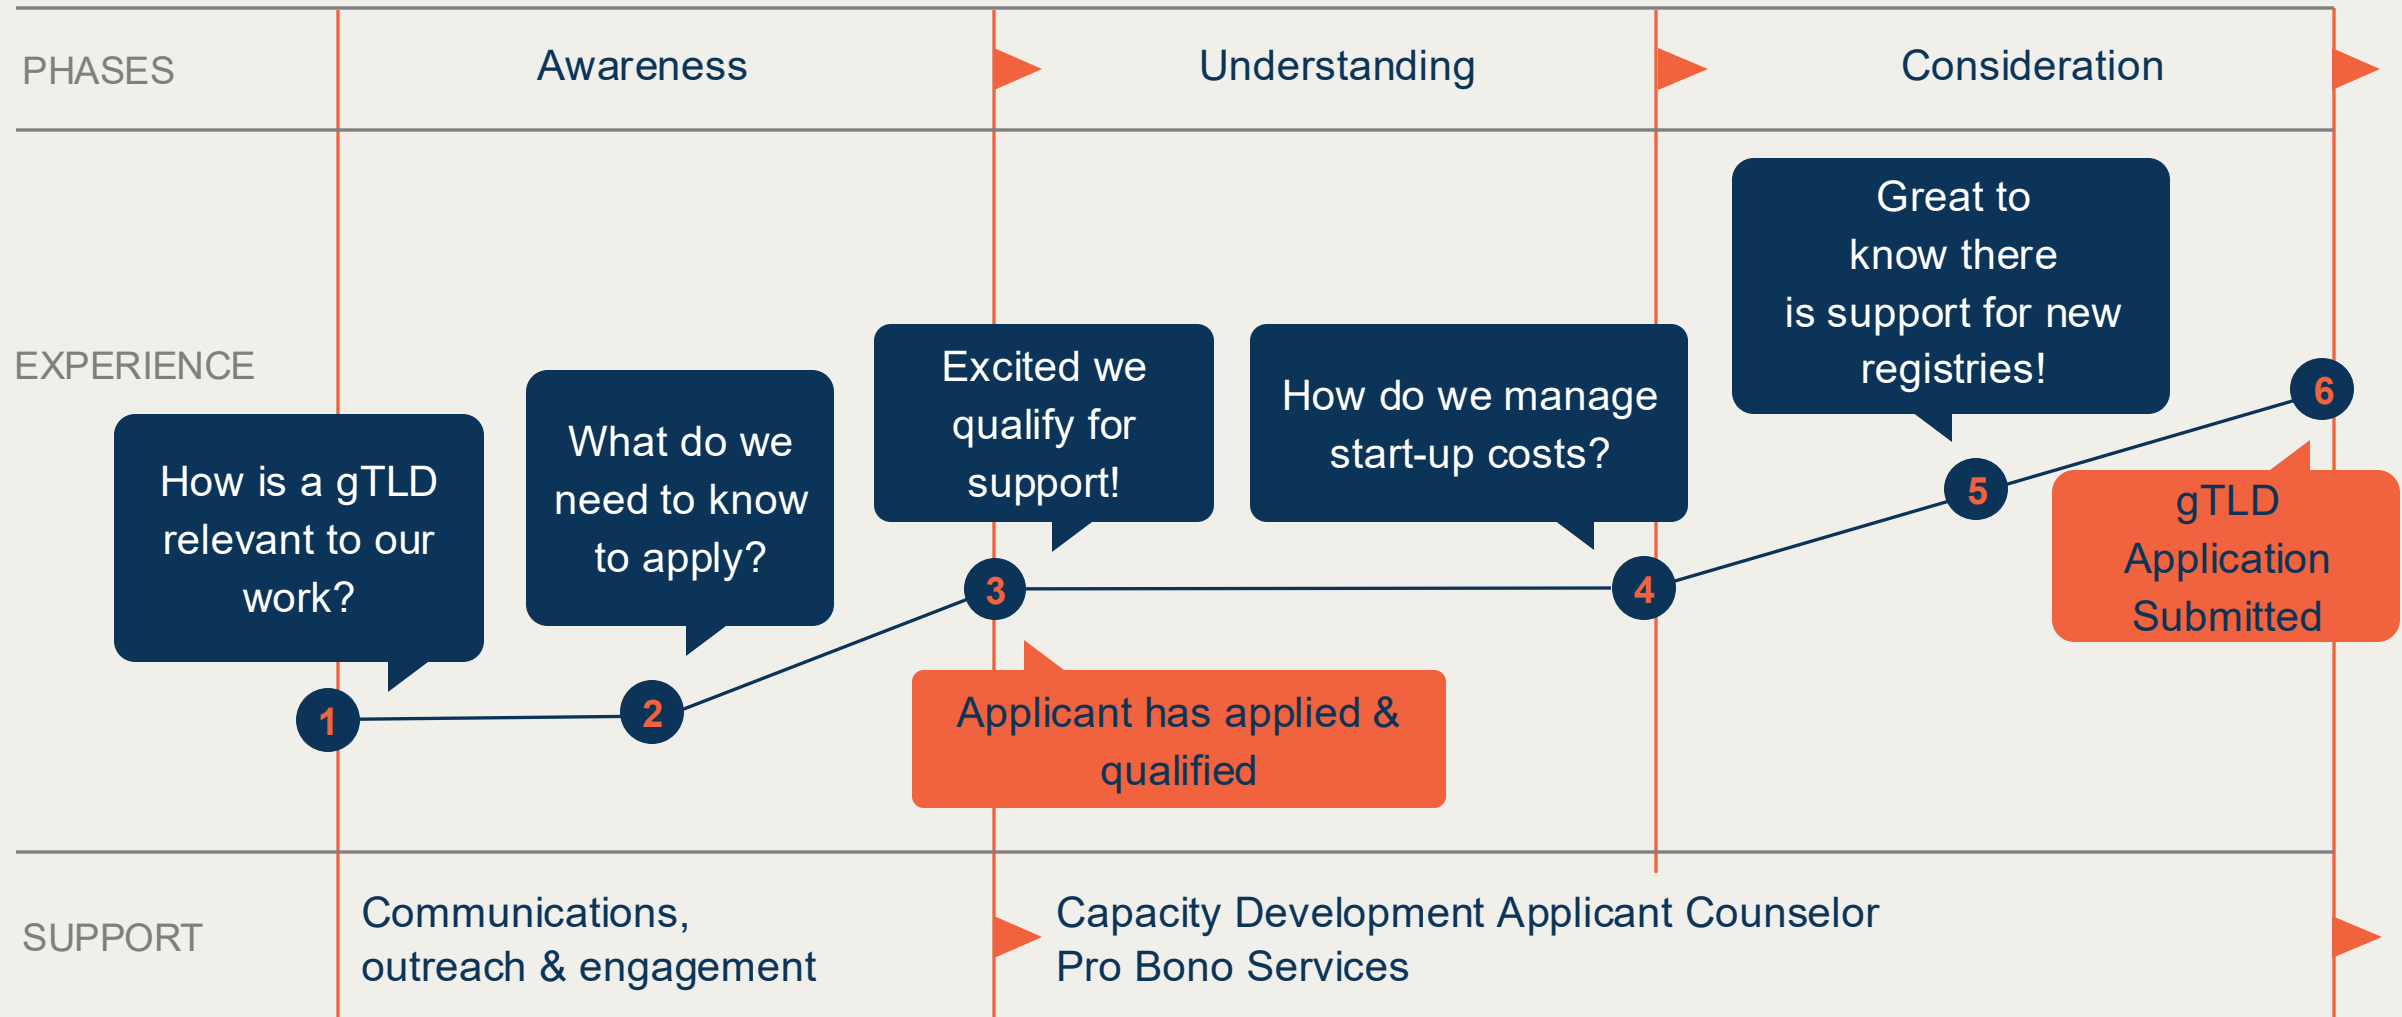 PHASES
Awareness
Understanding
Consideration
EXPERIENCE
How is a gTLD
relevant to our
work?
What do we
need to know
to apply?
Excited we
qualify for
support!
How do we manage
start-up costs?
Great to
know there
is support for new
registries!
1
2
3
4
5
6
Applicant has applied &
qualified
gTLD
Application
Submitted
SUPPORT
Communications,
outreach & engagement
Capacity Development Applicant Counselor
Pro Bono Services